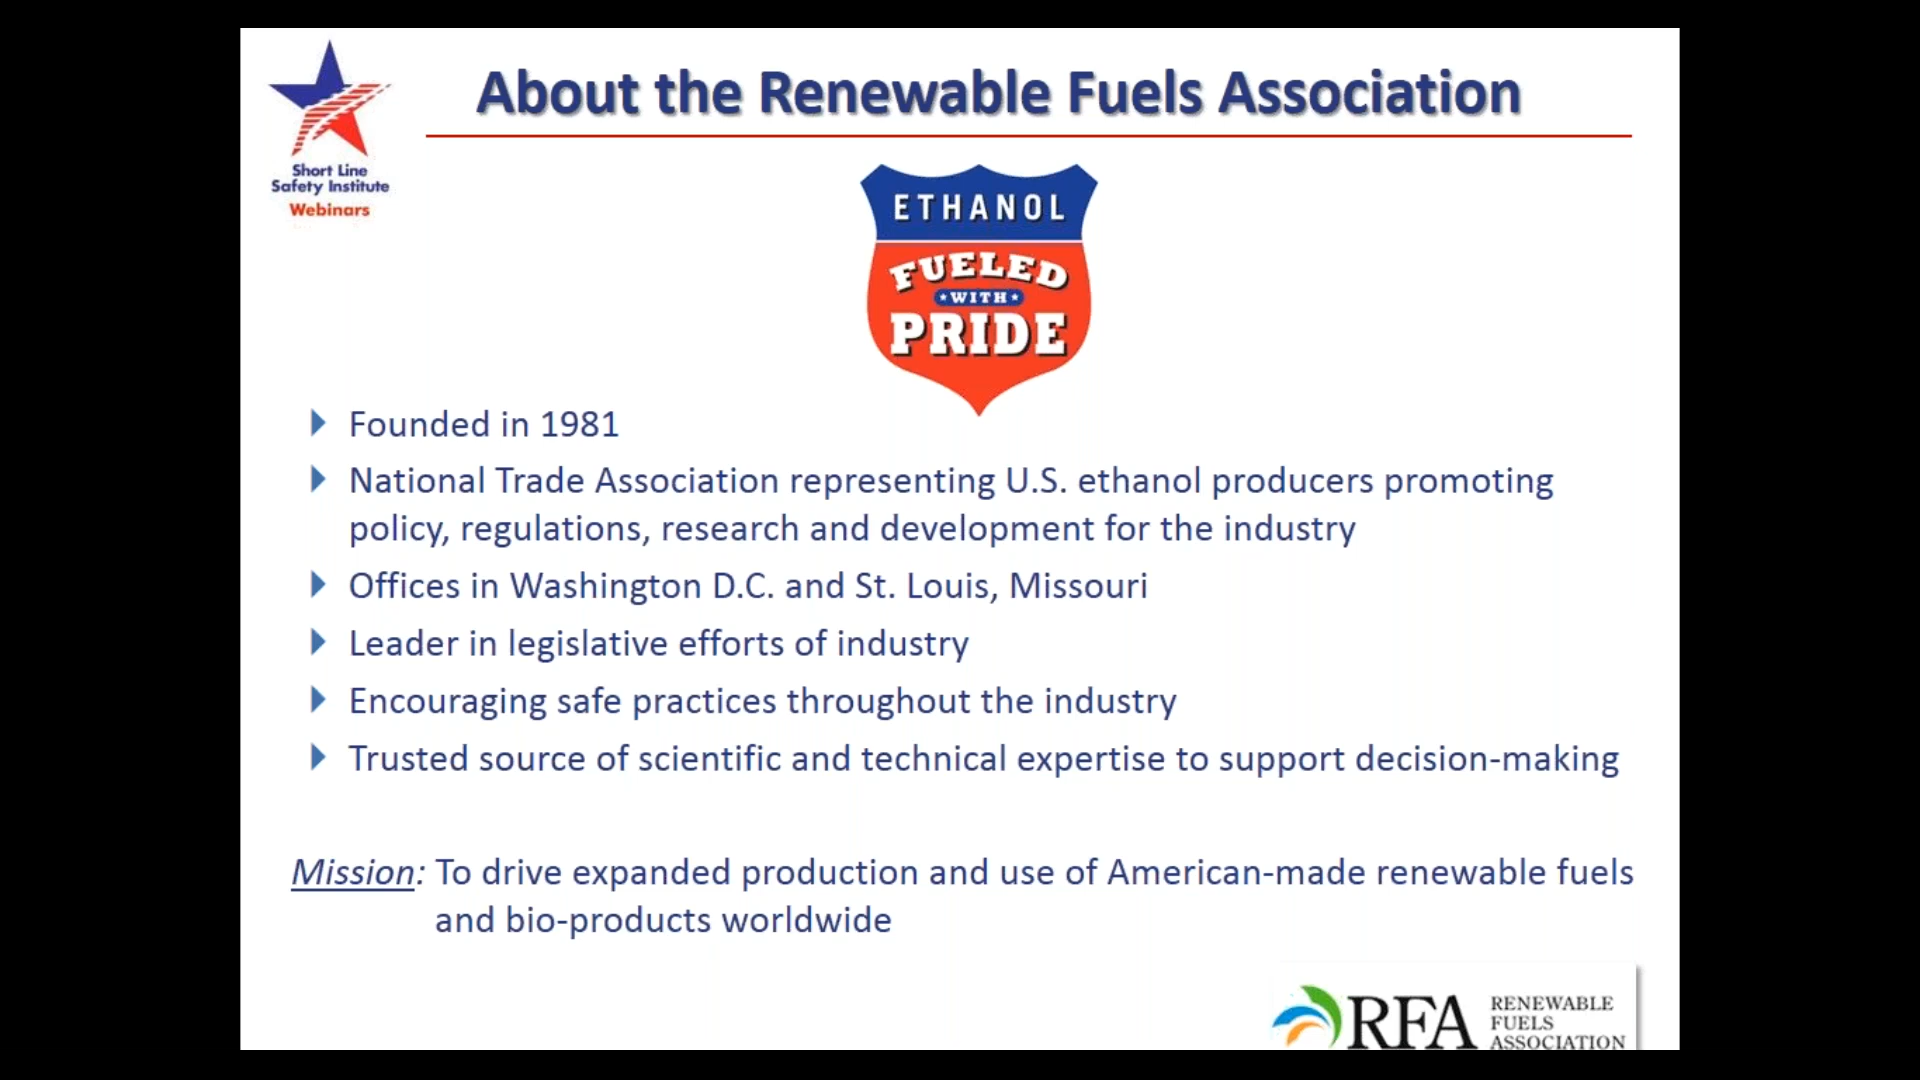 Short Line
Safety Institute
Webinars
About the Renewable Fuels Association
ETHANOL
FUELED
WITH
PRIDE
Founded in 1981
National Trade Association representing U.S. ethanol producers promoting
policy, regulations, research and development for the industry
Offices in Washington D.C. and St. Louis, Missouri
Leader in legislative efforts of industry
Encouraging safe practices throughout the industry
Trusted source of scientific and technical expertise to support decision-making
Mission: To drive expanded production and use of American-made renewable fuels
and bio-products worldwide
RFA
RENEWABLE
FUELS
ASSOCIATION